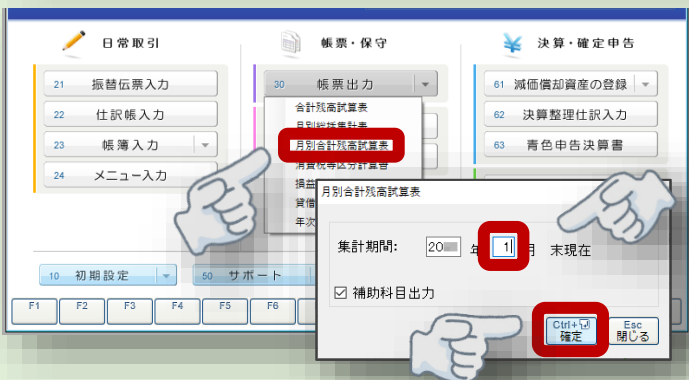 日常取引
帳票・保守
決算・確定申告
21 振替伝票入力
30 帳票出力
61 減価償却資産の登録
22 仕訳帳入力
合計残高試算表
62 決算整理仕訳入力
月別総括集計表
23 帳簿入力
月別合計残高試算表
63 青色申告決算書
消費税等区分計算書
24 メニュー入力
損益
貸借
年次
月別合計残高試算表
集計期間: 20 年 1 月 末現在
補助科目出力
10 初期設定
50 サポート
F1 F2 F3 F4 F5 F6
Ctrl+ Esc
確定 閉じる